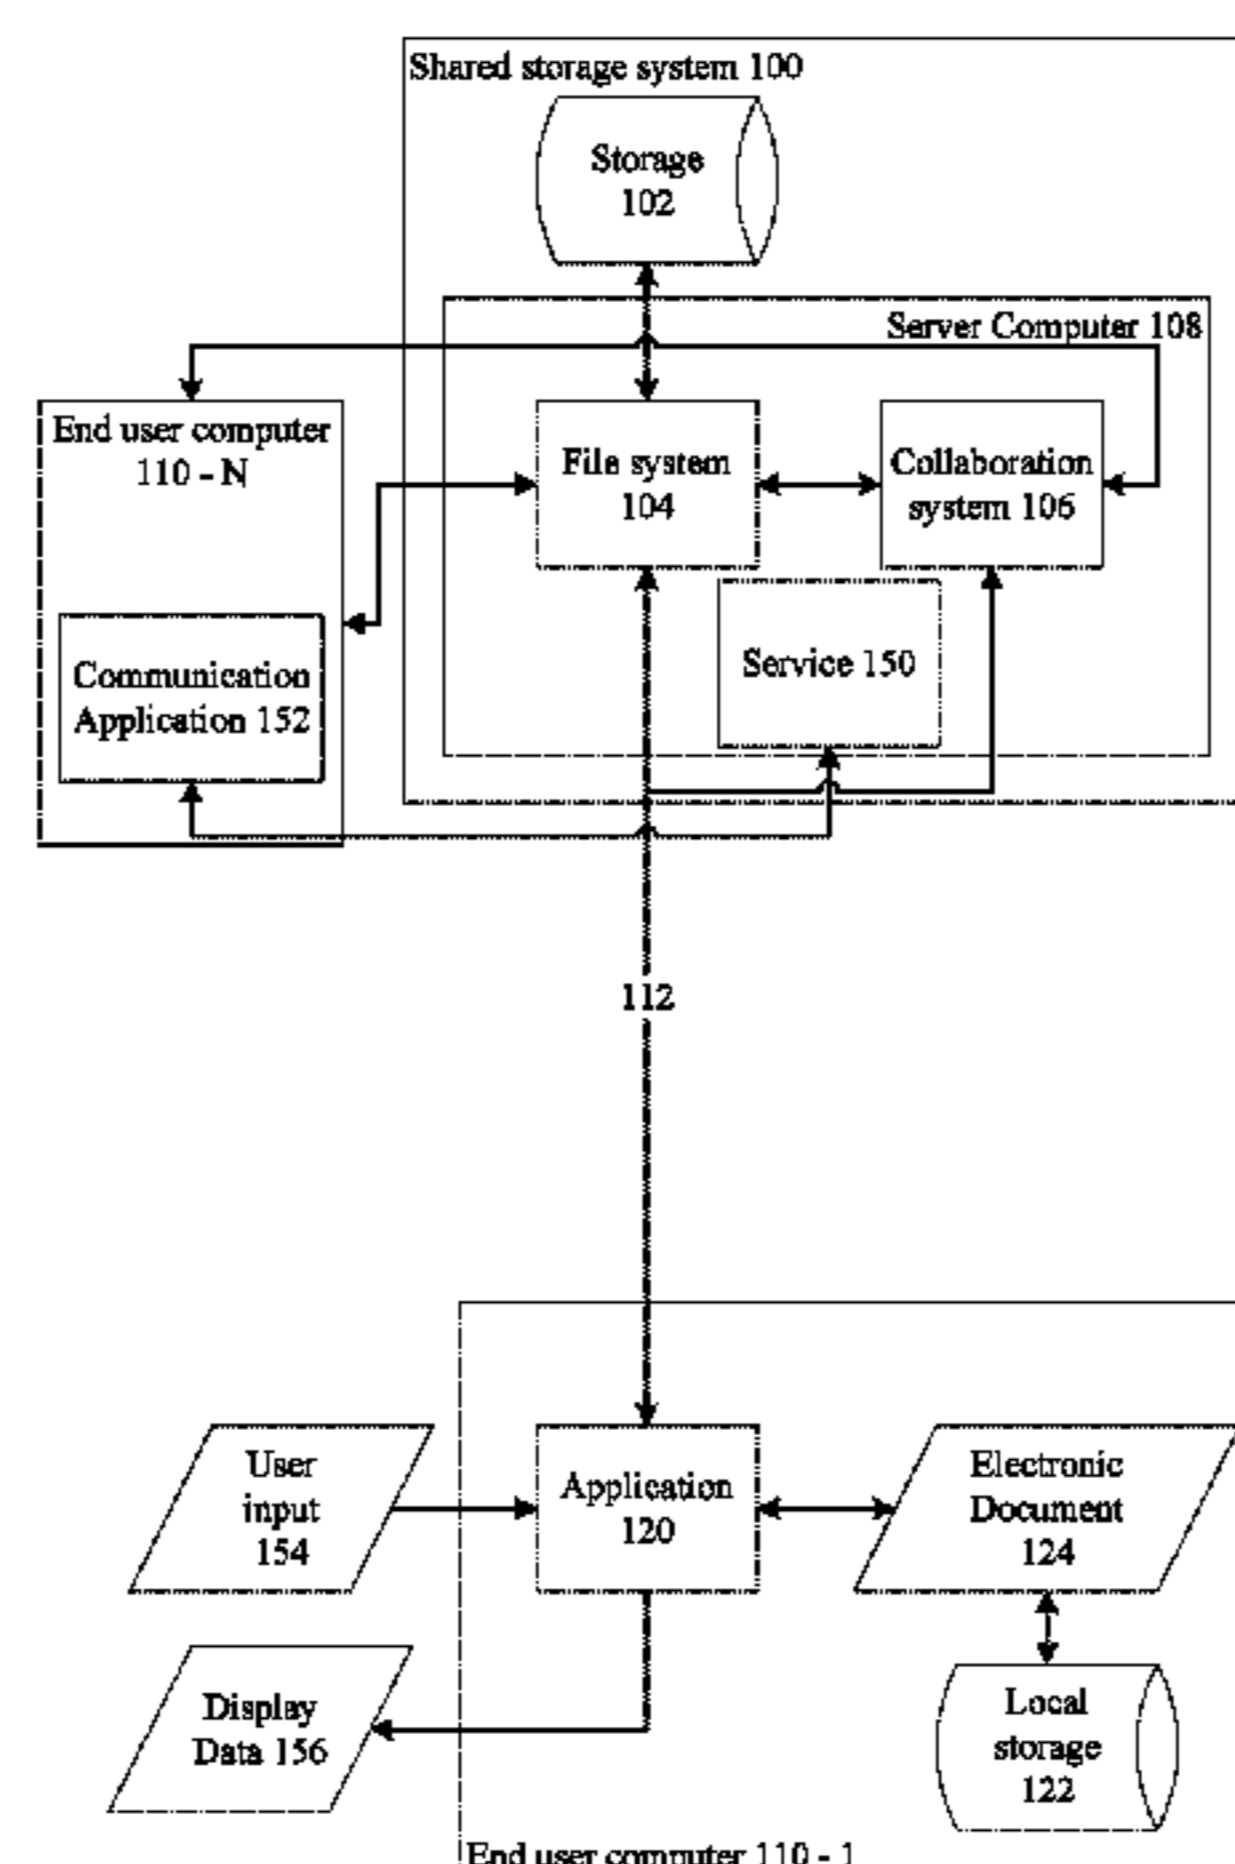 Shared storage system 100
Storage
102
Server Computer 108
End user computer
110 - N
File system
104
Collaboration
system 106
Communication
Application 152
Service 150
112
User
input
154
Application
120
Electronic
Document
124
Display
Data 156
Local
storage
122
End user computer 110 - 1